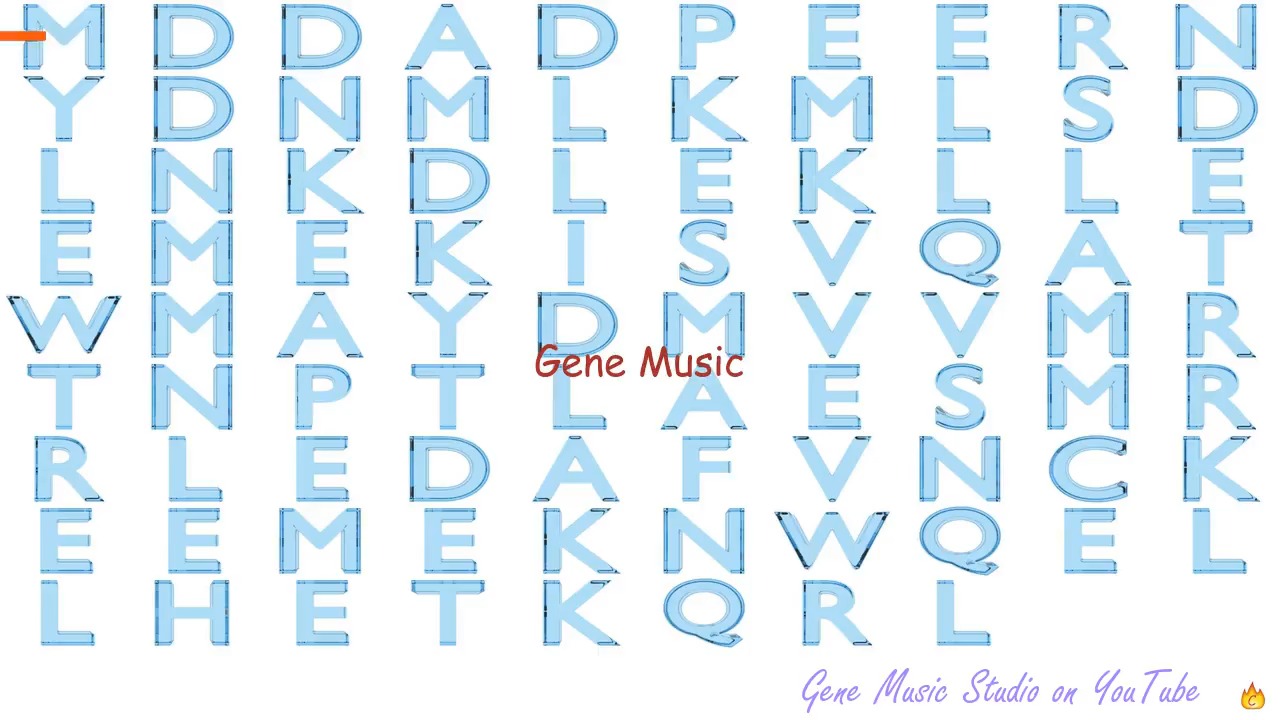 M D D A D P E E R N
Y D N M L K M L S D
L N K D L E K L L E
E M E K I S V Q A T
W M A Y D M V V M R
Gene Music
T N P T L A E S M R
R L E D A F V N C K
E E M E K N W Q E L
L H E T K Q R L
Gene Music Studio on YouTube
C